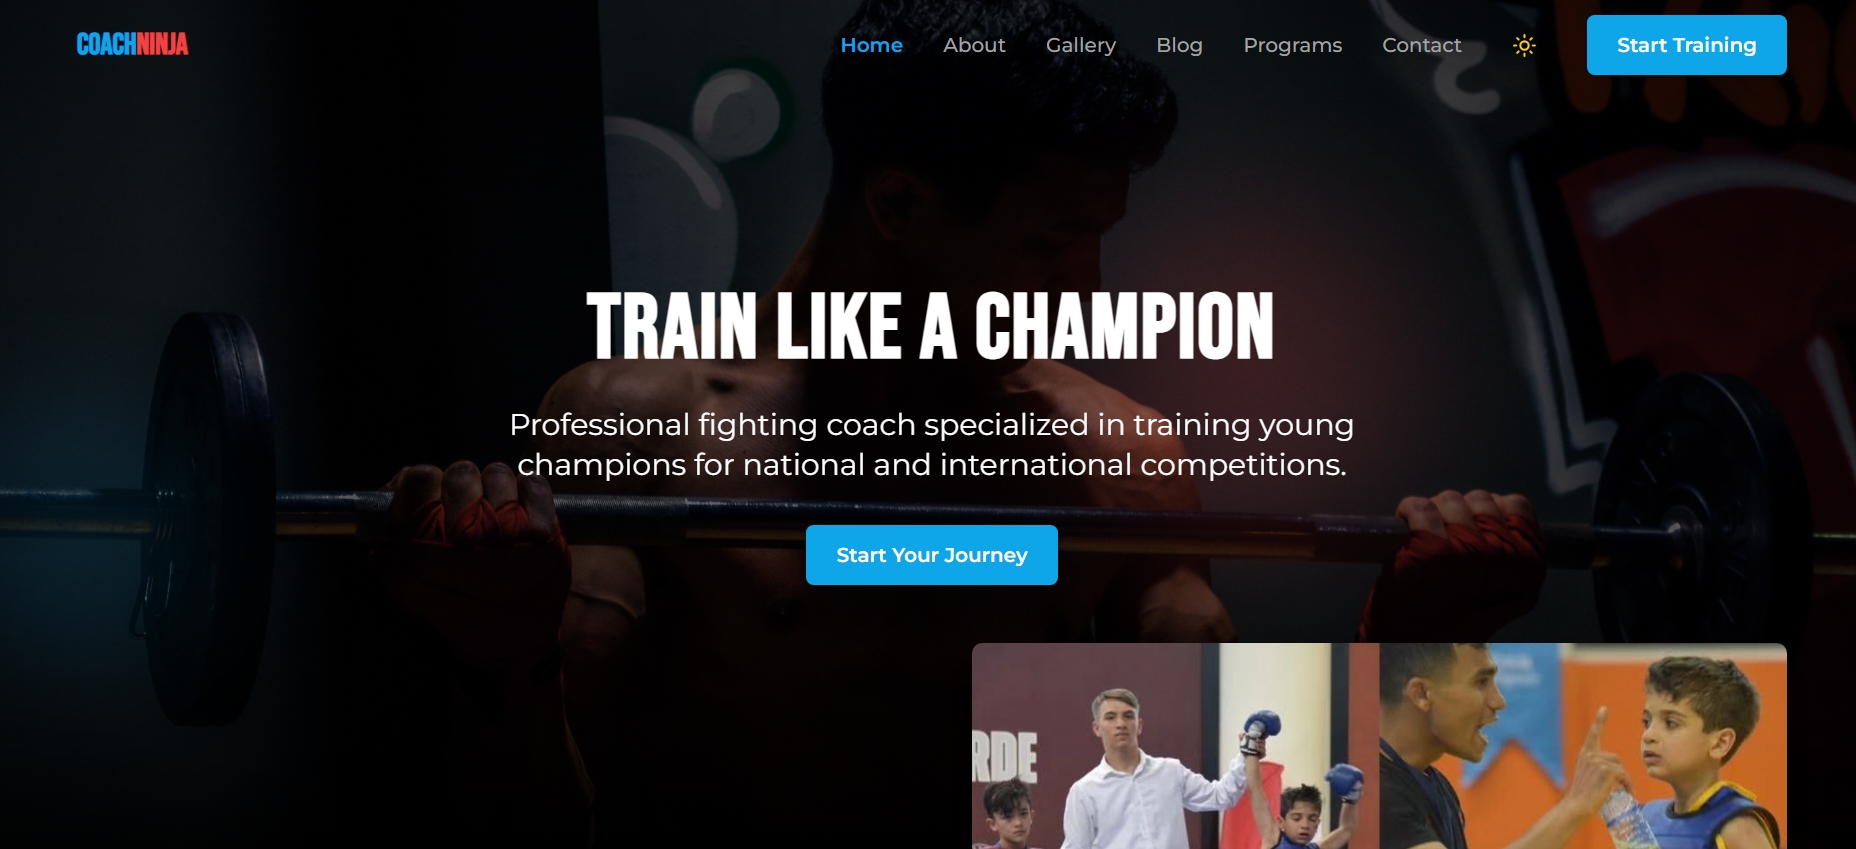 COACHNINJA
Home About Gallery Blog Programs Contact Start Training
TRAIN LIKE A CHAMPION
Professional fighting coach specialized in training young
champions for national and international competitions.
Start Your Journey
RDE